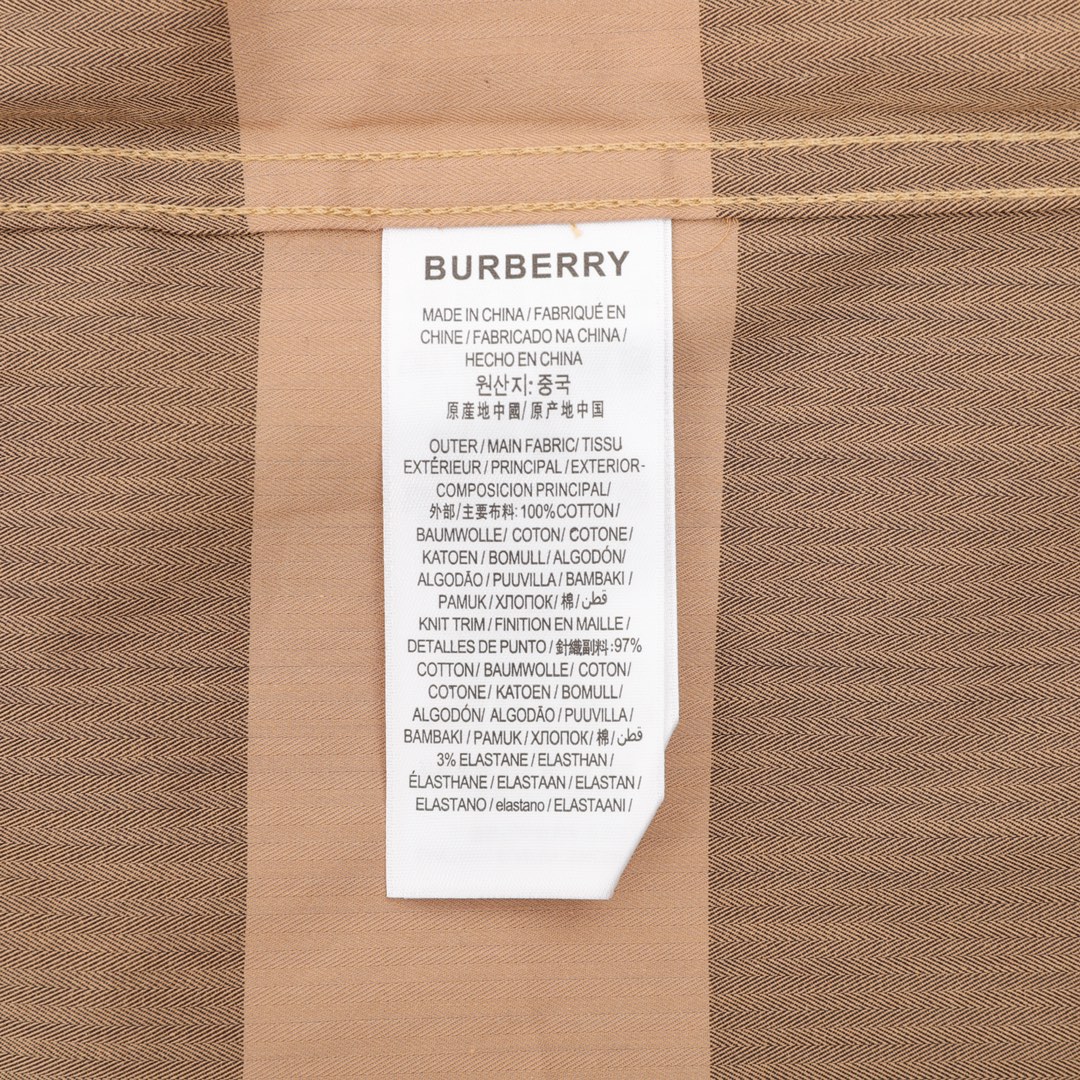 BURBERRY
MADE IN CHINA / FABRIQUÉ EN
CHINE / FABRICADO NA CHINA /
HECHO EN CHINA
원산지: 중국
原産地中國/ 原产地中国
OUTER / MAIN FABRIC/ TISSU
EXTÉRIEUR / PRINCIPAL / EXTERIOR-
COMPOSICION PRINCIPAL/
外部/主要布料: 100%COTTON /
BAUMWOLLE/ COTON/ COTONE/
KATOEN / BOMULL/ ALGODÓN/
ALGODÃO / PUUVILLA / BAMBAKI /
PAMUK / ХЛОПОК/ 棉/ قطن
KNIT TRIM / FINITION EN MAILLE /
DETALLES DE PUNTO / 針織副料:97%
COTTON/ BAUMWOLLE/ COTON/
COTONE/ KATOEN / BOMULL/
ALGODÓN/ ALGODÃO / PUUVILLA /
BAMBAKI / PAMUK / ХЛОПОК/ 棉/ قطن
3% ELASTANE / ELASTHAN /
ÉLASTHANE / ELASTAAN / ELASTAN /
ELASTANO / elastano / ELASTAANI /